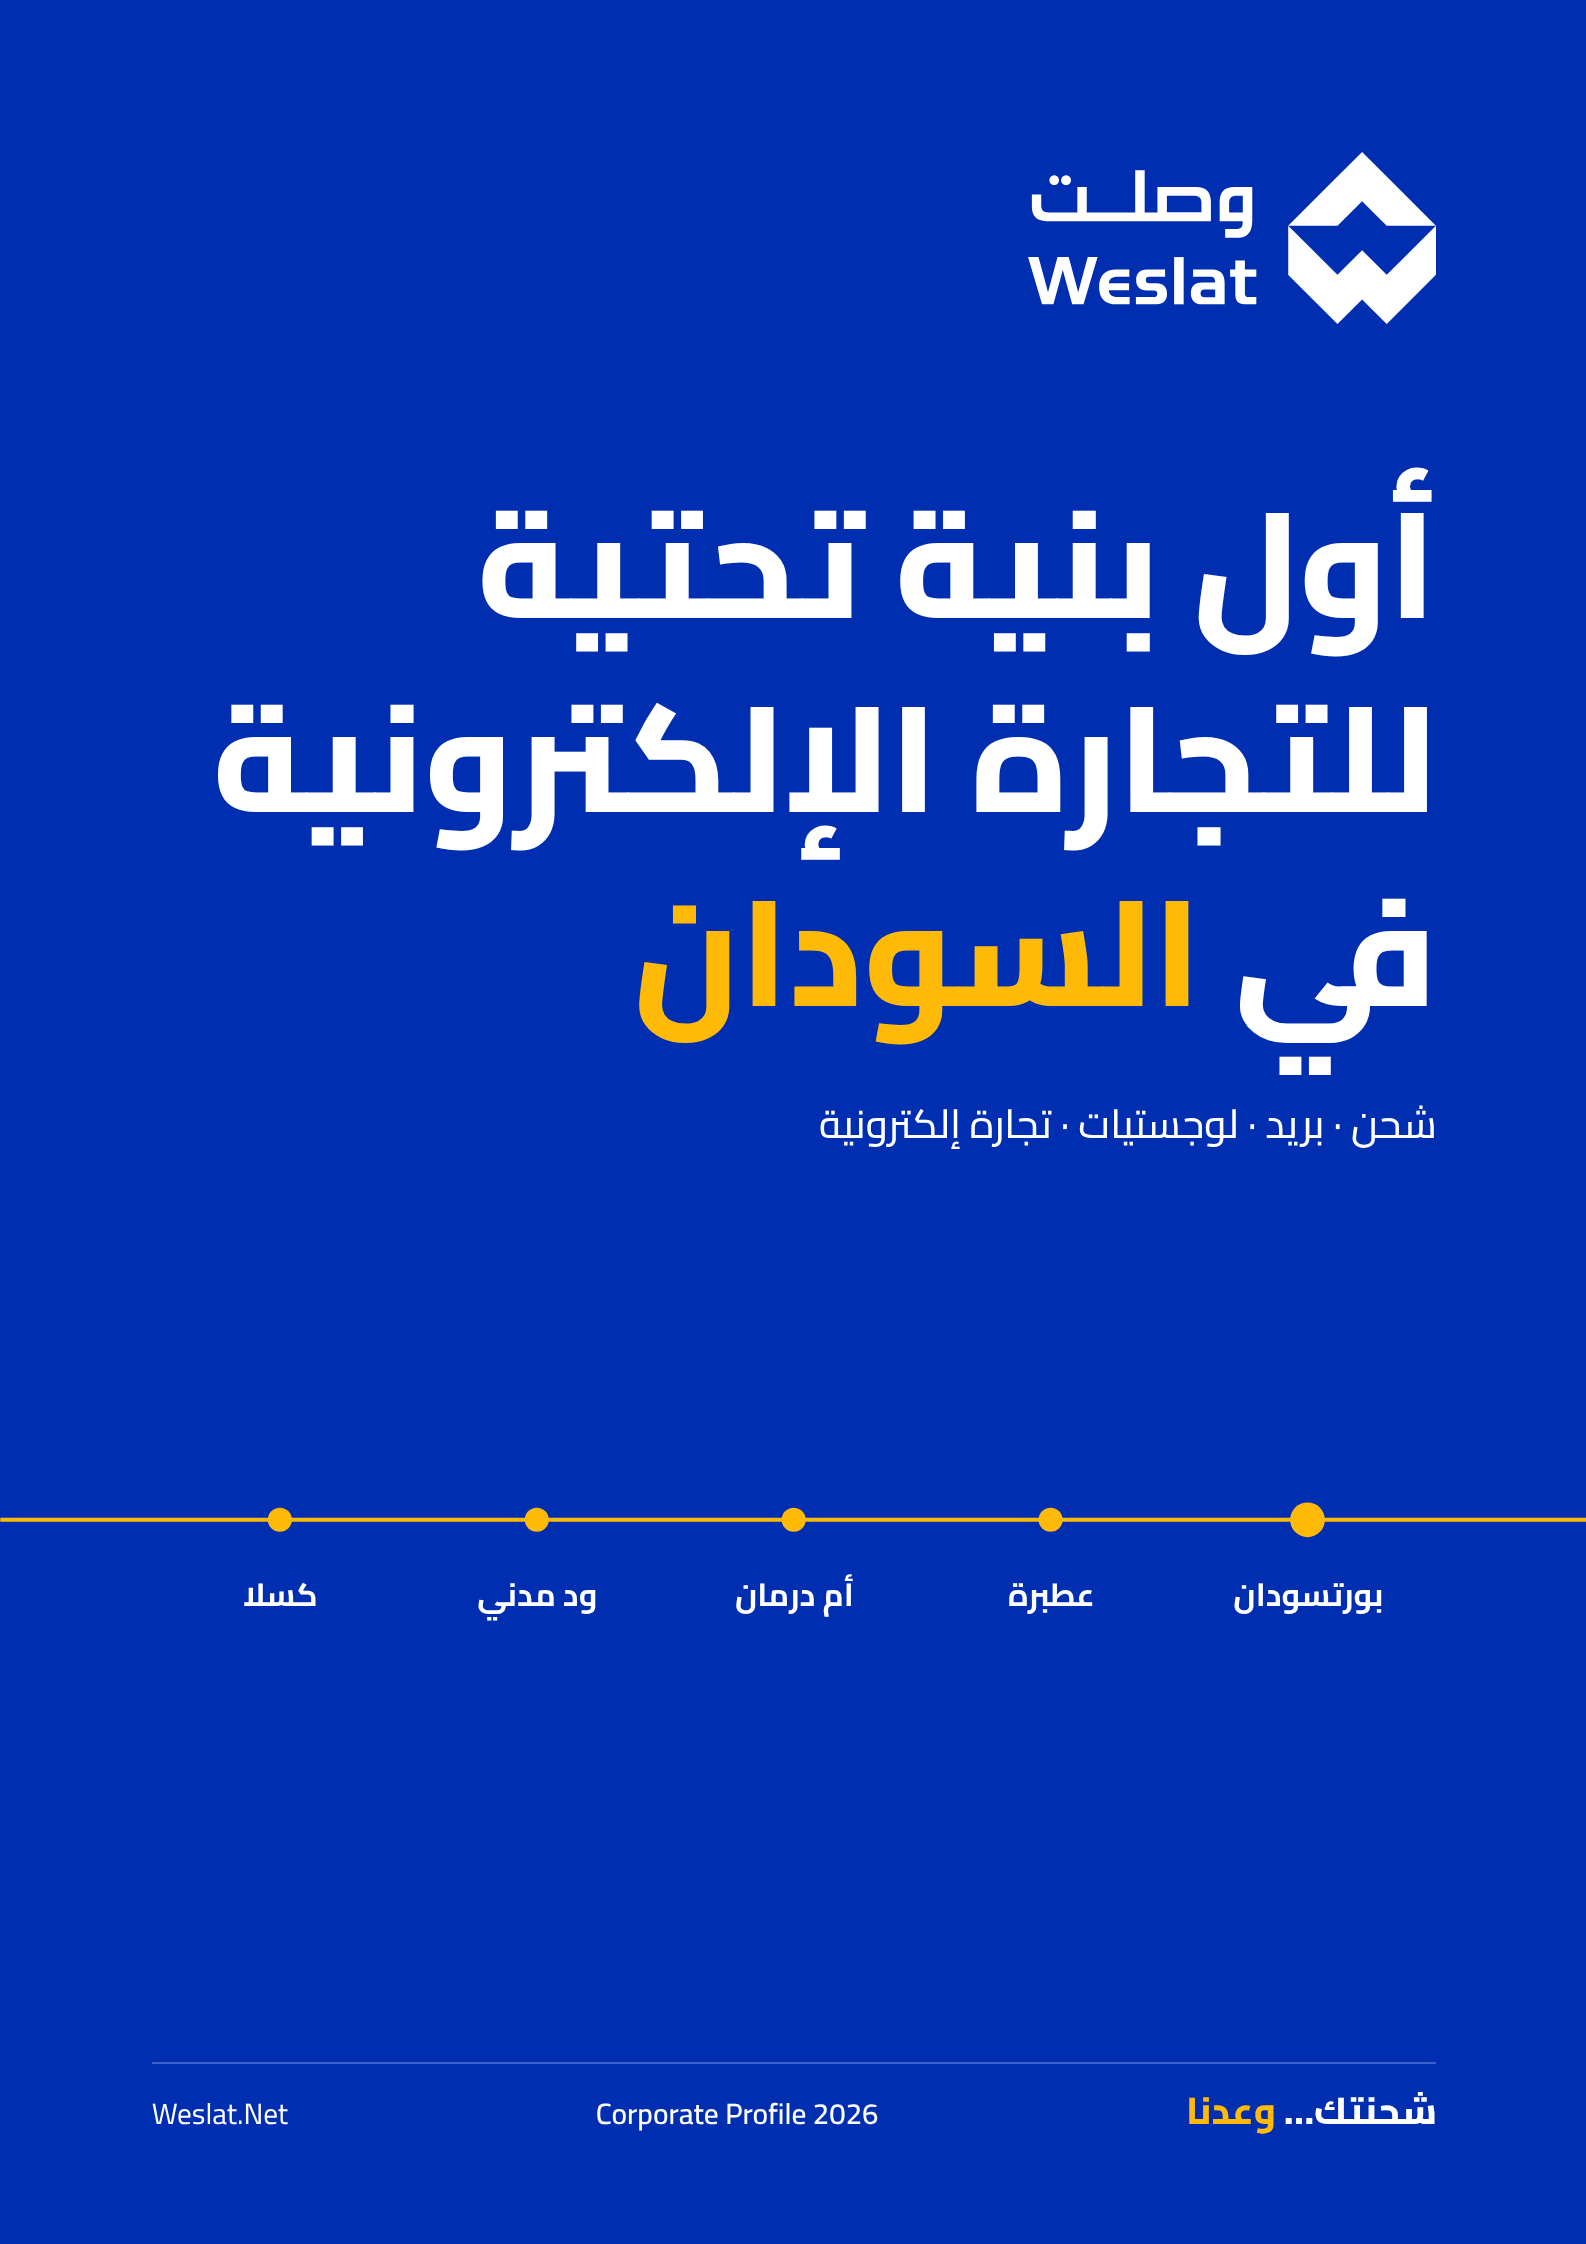 وصلت
Weslat
أول بنية تحتية
للتجارة الإلكترونية
في السودان
شحن · بريد · لوجستيات · تجارة إلكترونية
بورتسودان عطبرة أم درمان ود مدني كسلا
شحنتك... وعدنا Corporate Profile 2026 Weslat.Net